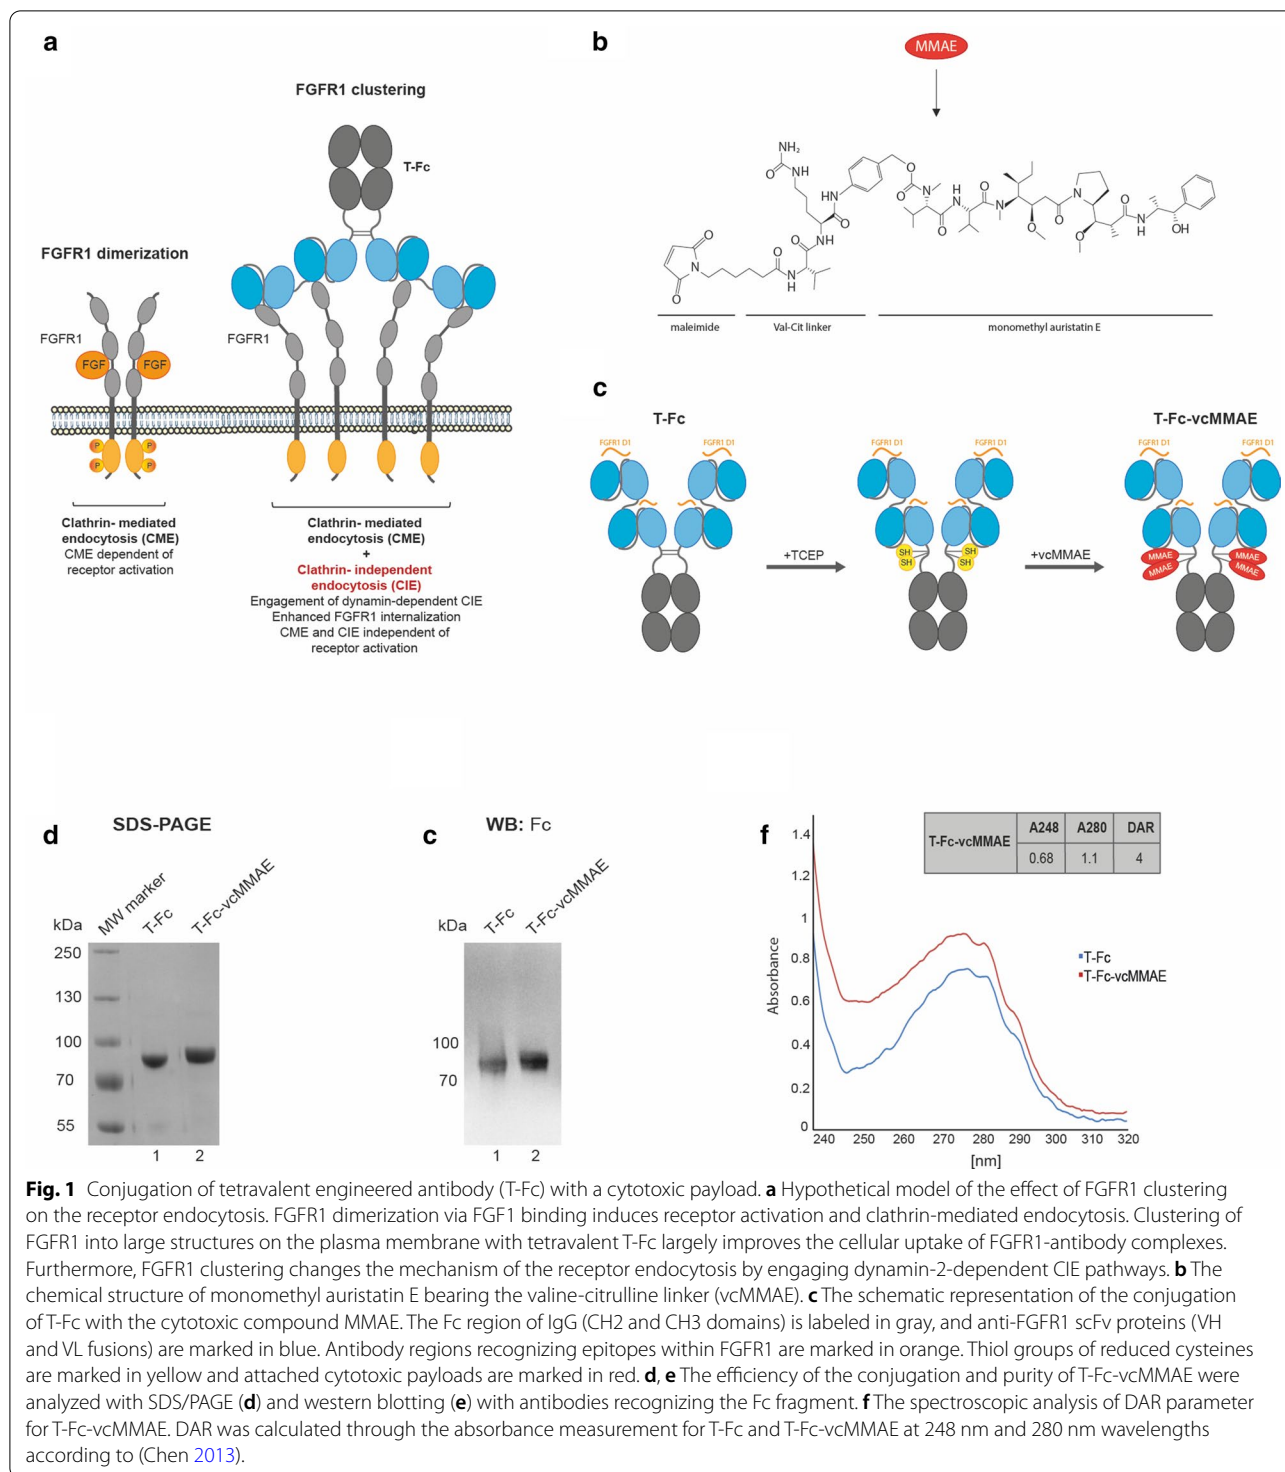 a
FGFR1 clustering
T-Fc
FGFR1 dimerization
FGFR1
FGF
FGF
FGFR1
P
P
P
P
Clathrin- mediated
endocytosis (CME)
CME dependent of
receptor activation
Clathrin- mediated
endocytosis (CME)
+
Clathrin- independent
endocytosis (CIE)
Engagement of dynamin-dependent CIE
Enhanced FGFR1 internalization
CME and CIE independent of
receptor activation
b
MMAE
NH₂
O
NH
O
O
N
O
O
N
H
O
NH
O
HN
O
O
N
O
N
H
O
N
O
O
N
O
O
N
H
OH
maleimide
Val-Cit linker
monomethyl auristatin E
c
T-Fc
T-Fc-vcMMAE
FGFR1 D1
FGFR1 D1
FGFR1 D1
FGFR1 D1
FGFR1 D1
FGFR1 D1
+TCEP
SH
SH
SH
SH
+vcMMAE
MMAE
MMAE
MMAE
MMAE
d
SDS-PAGE
kDa
MW marker
T-Fc
T-Fc-vcMMAE
250
130
100
70
55
1 2
c
WB: Fc
kDa
T-Fc
T-Fc-vcMMAE
100
70
1 2
f
T-Fc-vcMMAE
A248 A280 DAR
0.68 1.1 4
Absorbance
1.4
1.2
1
0.8
0.6
0.4
0.2
0
T-Fc
T-Fc-vcMMAE
240 250 260 270 280 290 300 310 320
[nm]
Fig. 1 Conjugation of tetravalent engineered antibody (T-Fc) with a cytotoxic payload. a Hypothetical model of the effect of FGFR1 clustering
on the receptor endocytosis. FGFR1 dimerization via FGF1 binding induces receptor activation and clathrin-mediated endocytosis. Clustering of
FGFR1 into large structures on the plasma membrane with tetravalent T-Fc largely improves the cellular uptake of FGFR1-antibody complexes.
Furthermore, FGFR1 clustering changes the mechanism of the receptor endocytosis by engaging dynamin-2-dependent CIE pathways. b The
chemical structure of monomethyl auristatin E bearing the valine-citrulline linker (vcMMAE). c The schematic representation of the conjugation
of T-Fc with the cytotoxic compound MMAE. The Fc region of IgG (CH2 and CH3 domains) is labeled in gray, and anti-FGFR1 scFv proteins (VH
and VL fusions) are marked in blue. Antibody regions recognizing epitopes within FGFR1 are marked in orange. Thiol groups of reduced cysteines
are marked in yellow and attached cytotoxic payloads are marked in red. d, e The efficiency of the conjugation and purity of T-Fc-vcMMAE were
analyzed with SDS/PAGE (d) and western blotting (e) with antibodies recognizing the Fc fragment. f The spectroscopic analysis of DAR parameter
for T-Fc-vcMMAE. DAR was calculated through the absorbance measurement for T-Fc and T-Fc-vcMMAE at 248 nm and 280 nm wavelengths
according to (Chen 2013).